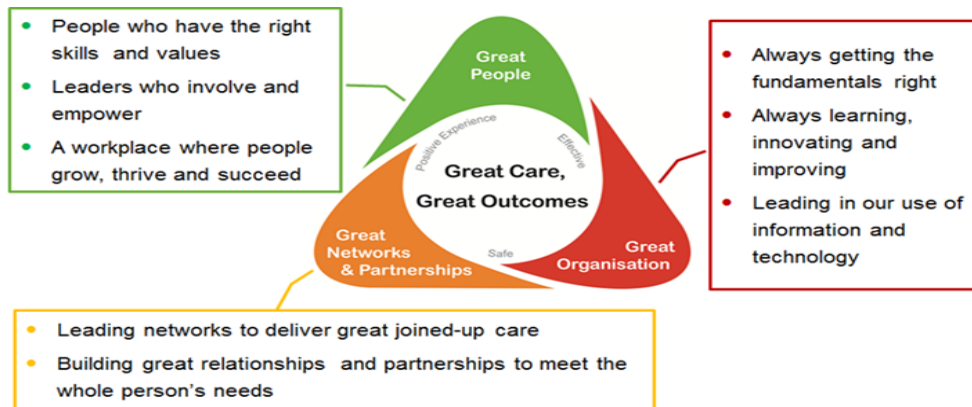 People who have the right
skills and values
Leaders who involve and
empower
A workplace where people
grow, thrive and succeed
Great
People
Positive Experience
Effective
Safe
Great Care,
Great Outcomes
Great
Networks
& Partnerships
Great
Organisation
Always getting the
fundamentals right
Always learning,
innovating and
improving
Leading in our use of
information and
technology
Leading networks to deliver great joined-up care
Building great relationships and partnerships to meet the
whole person's needs